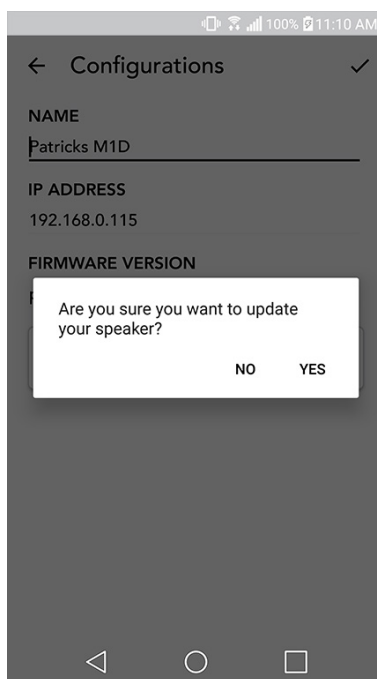 100% 11:10 AM
Configurations
NAME
Patricks M1D
IP ADDRESS
192.168.0.115
FIRMWARE VERSION
Are you sure you want to update
your speaker?
NO YES